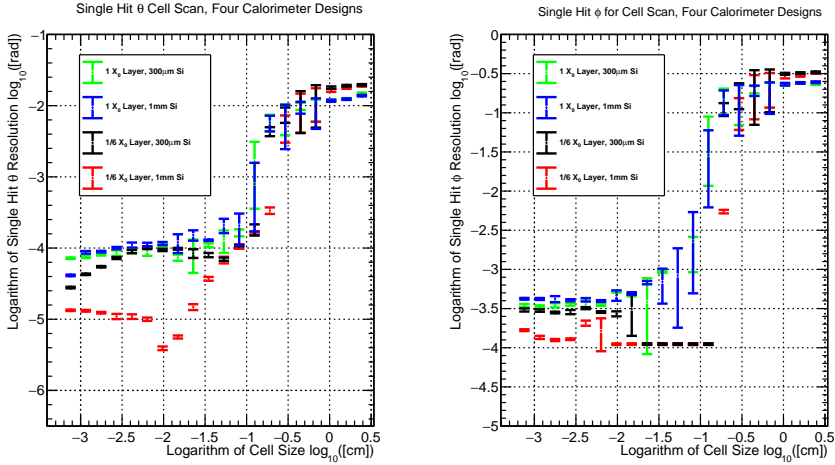 Single Hit θ Cell Scan, Four Calorimeter Designs
Logarithm of Single Hit θ Resolution log₁₀([rad])
−1
−2
−3
−4
−5
−6
1 X₀ Layer, 300μm Si
1 X₀ Layer, 1mm Si
1/6 X₀ Layer, 300μm Si
1/6 X₀ Layer, 1mm Si
−3 −2.5 −2 −1.5 −1 −0.5 0 0.5
Logarithm of Cell Size log₁₀([cm])
Single Hit ϕ for Cell Scan, Four Calorimeter Designs
Logarithm of Single Hit ϕ Resolution log₁₀([rad])
0
−0.5
−1
−1.5
−2
−2.5
−3
−3.5
−4
−4.5
−5
1 X₀ Layer, 300μm Si
1 X₀ Layer, 1mm Si
1/6 X₀ Layer, 300μm Si
1/6 X₀ Layer, 1mm Si
−3 −2.5 −2 −1.5 −1 −0.5 0 0.5
Logarithm of Cell Size log₁₀([cm])